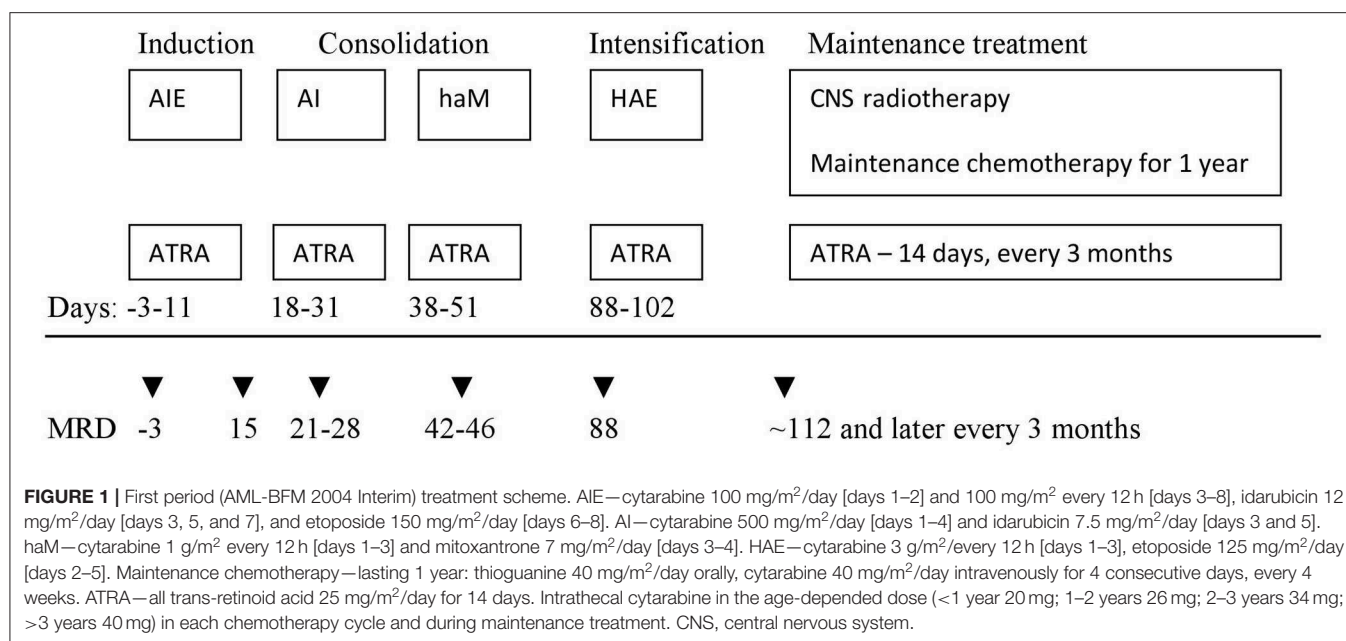 Induction Consolidation Intensification Maintenance treatment
AIE AI haM HAE CNS radiotherapy
Maintenance chemotherapy for 1 year
ATRA ATRA ATRA ATRA ATRA – 14 days, every 3 months
Days: -3-11 18-31 38-51 88-102
MRD -3 15 21-28 42-46 88 ~112 and later every 3 months
FIGURE 1 | First period (AML-BFM 2004 Interim) treatment scheme. AIE—cytarabine 100 mg/m²/day [days 1–2] and 100 mg/m² every 12 h [days 3–8], idarubicin 12
mg/m²/day [days 3, 5, and 7], and etoposide 150 mg/m²/day [days 6–8]. AI—cytarabine 500 mg/m²/day [days 1–4] and idarubicin 7.5 mg/m²/day [days 3 and 5].
haM—cytarabine 1 g/m² every 12 h [days 1–3] and mitoxantrone 7 mg/m²/day [days 3–4]. HAE—cytarabine 3 g/m²/every 12 h [days 1–3], etoposide 125 mg/m²/day
[days 2–5]. Maintenance chemotherapy—lasting 1 year: thioguanine 40 mg/m²/day orally, cytarabine 40 mg/m²/day intravenously for 4 consecutive days, every 4
weeks. ATRA—all trans-retinoid acid 25 mg/m²/day for 14 days. Intrathecal cytarabine in the age-depended dose (<1 year 20 mg; 1–2 years 26 mg; 2–3 years 34 mg;
>3 years 40 mg) in each chemotherapy cycle and during maintenance treatment. CNS, central nervous system.